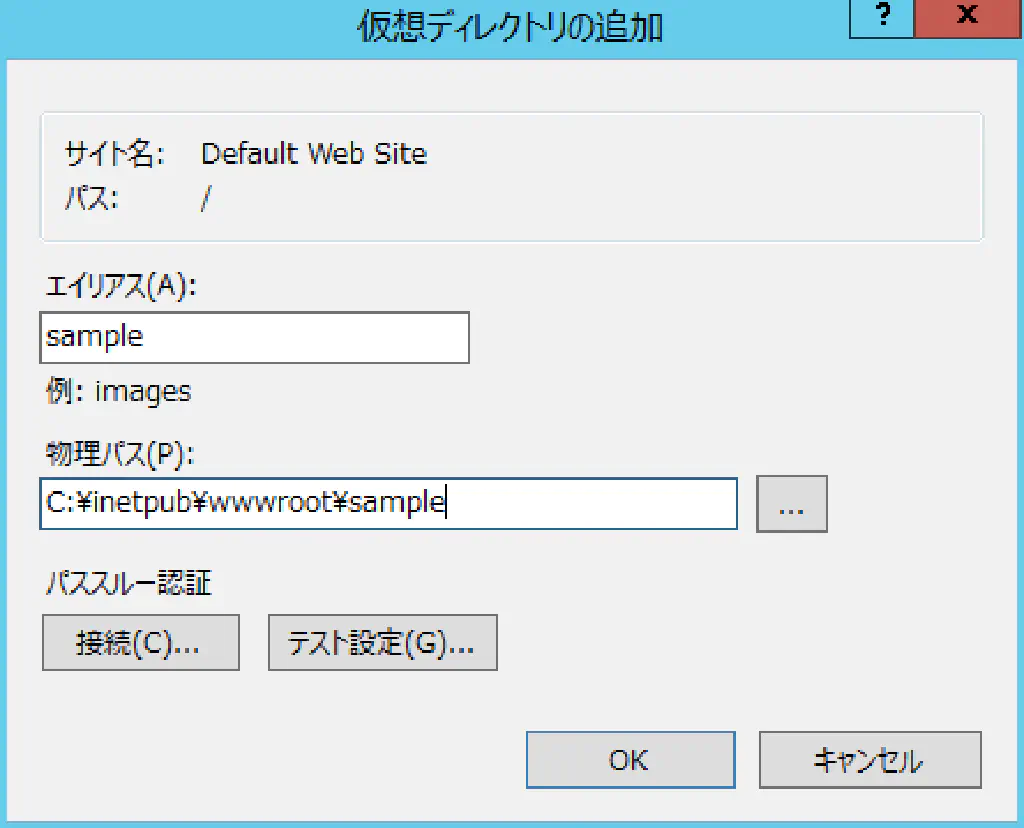 仮想ディレクトリの追加
? x
サイト名: Default Web Site
パス: /
エイリアス(A):
sample
例: images
物理パス(P):
C:¥inetpub¥wwwroot¥sample
...
パススルー認証
接続(C)... テスト設定(G)...
OK キャンセル